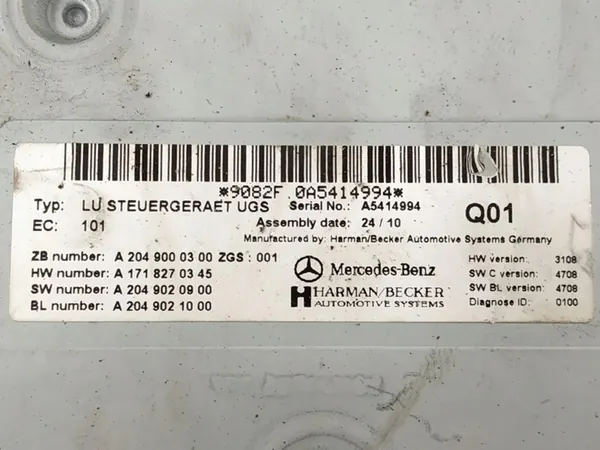 *9082F.0A5414994*
Typ: LU STEUERGERAET UGS Serial No.: A5414994
EC: 101 Assembly date: 24/10 Q01
Manufactured by: Harman/Becker Automotive Systems Germany
ZB number: A 204 900 03 00 ZGS: 001
HW number: A 171 827 03 45
SW number: A 204 902 09 00
BL number: A 204 902 10 00
Mercedes-Benz
HARMAN/BECKER
AUTOMOTIVE SYSTEMS
HW version: 3108
SW C version: 4708
SW BL version: 4708
Diagnose ID: 0100